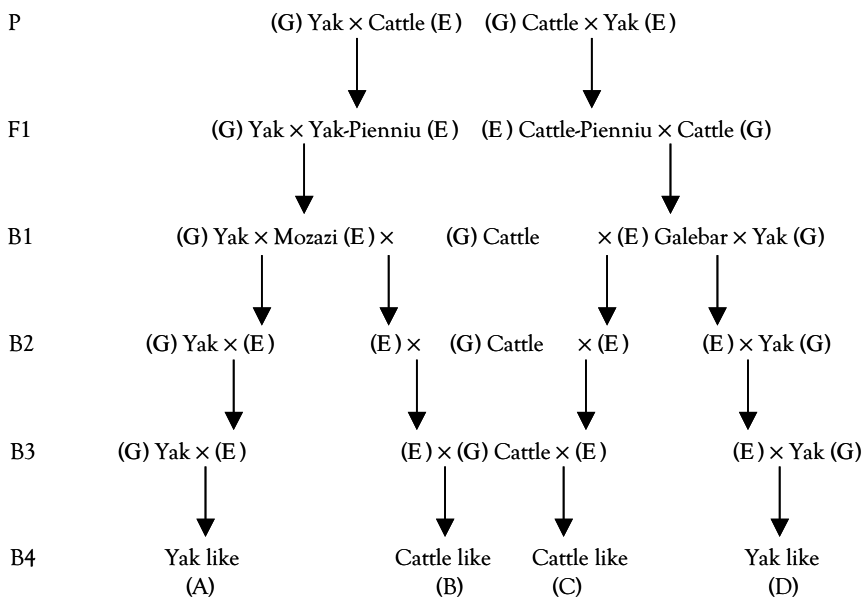 P (G) Yak × Cattle (E) (G) Cattle × Yak (E)
F1 (G) Yak × Yak-Pienniu (E) (E) Cattle-Pienniu × Cattle (G)
B1 (G) Yak × Mozazi (E) × (G) Cattle × (E) Galebar × Yak (G)
B2 (G) Yak × (E) (E) × (G) Cattle × (E) (E) × Yak (G)
B3 (G) Yak × (E) (E) × (G) Cattle × (E) (E) × Yak (G)
B4 Yak like Cattle like Cattle like Yak like
(A) (B) (C) (D)